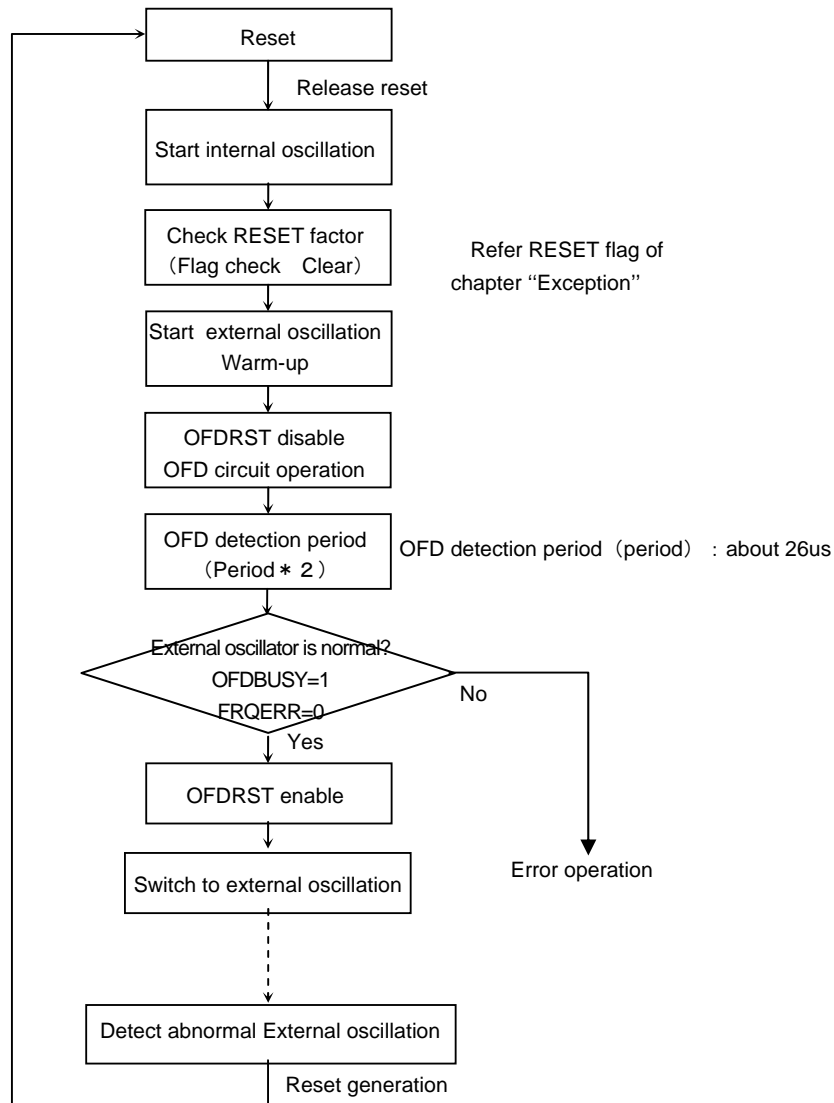 Reset
Release reset
Start internal oscillation
Check RESET factor
（Flag check　Clear）
Refer RESET flag of
chapter “Exception”
Start external oscillation
Warm-up
OFDRST disable
OFD circuit operation
OFD detection period
（Period＊２）
OFD detection period（period）：about 26us
External oscillator is normal?
OFDBUSY=1
FRQERR=0
No
Yes
OFDRST enable
Error operation
Switch to external oscillation
Detect abnormal External oscillation
Reset generation